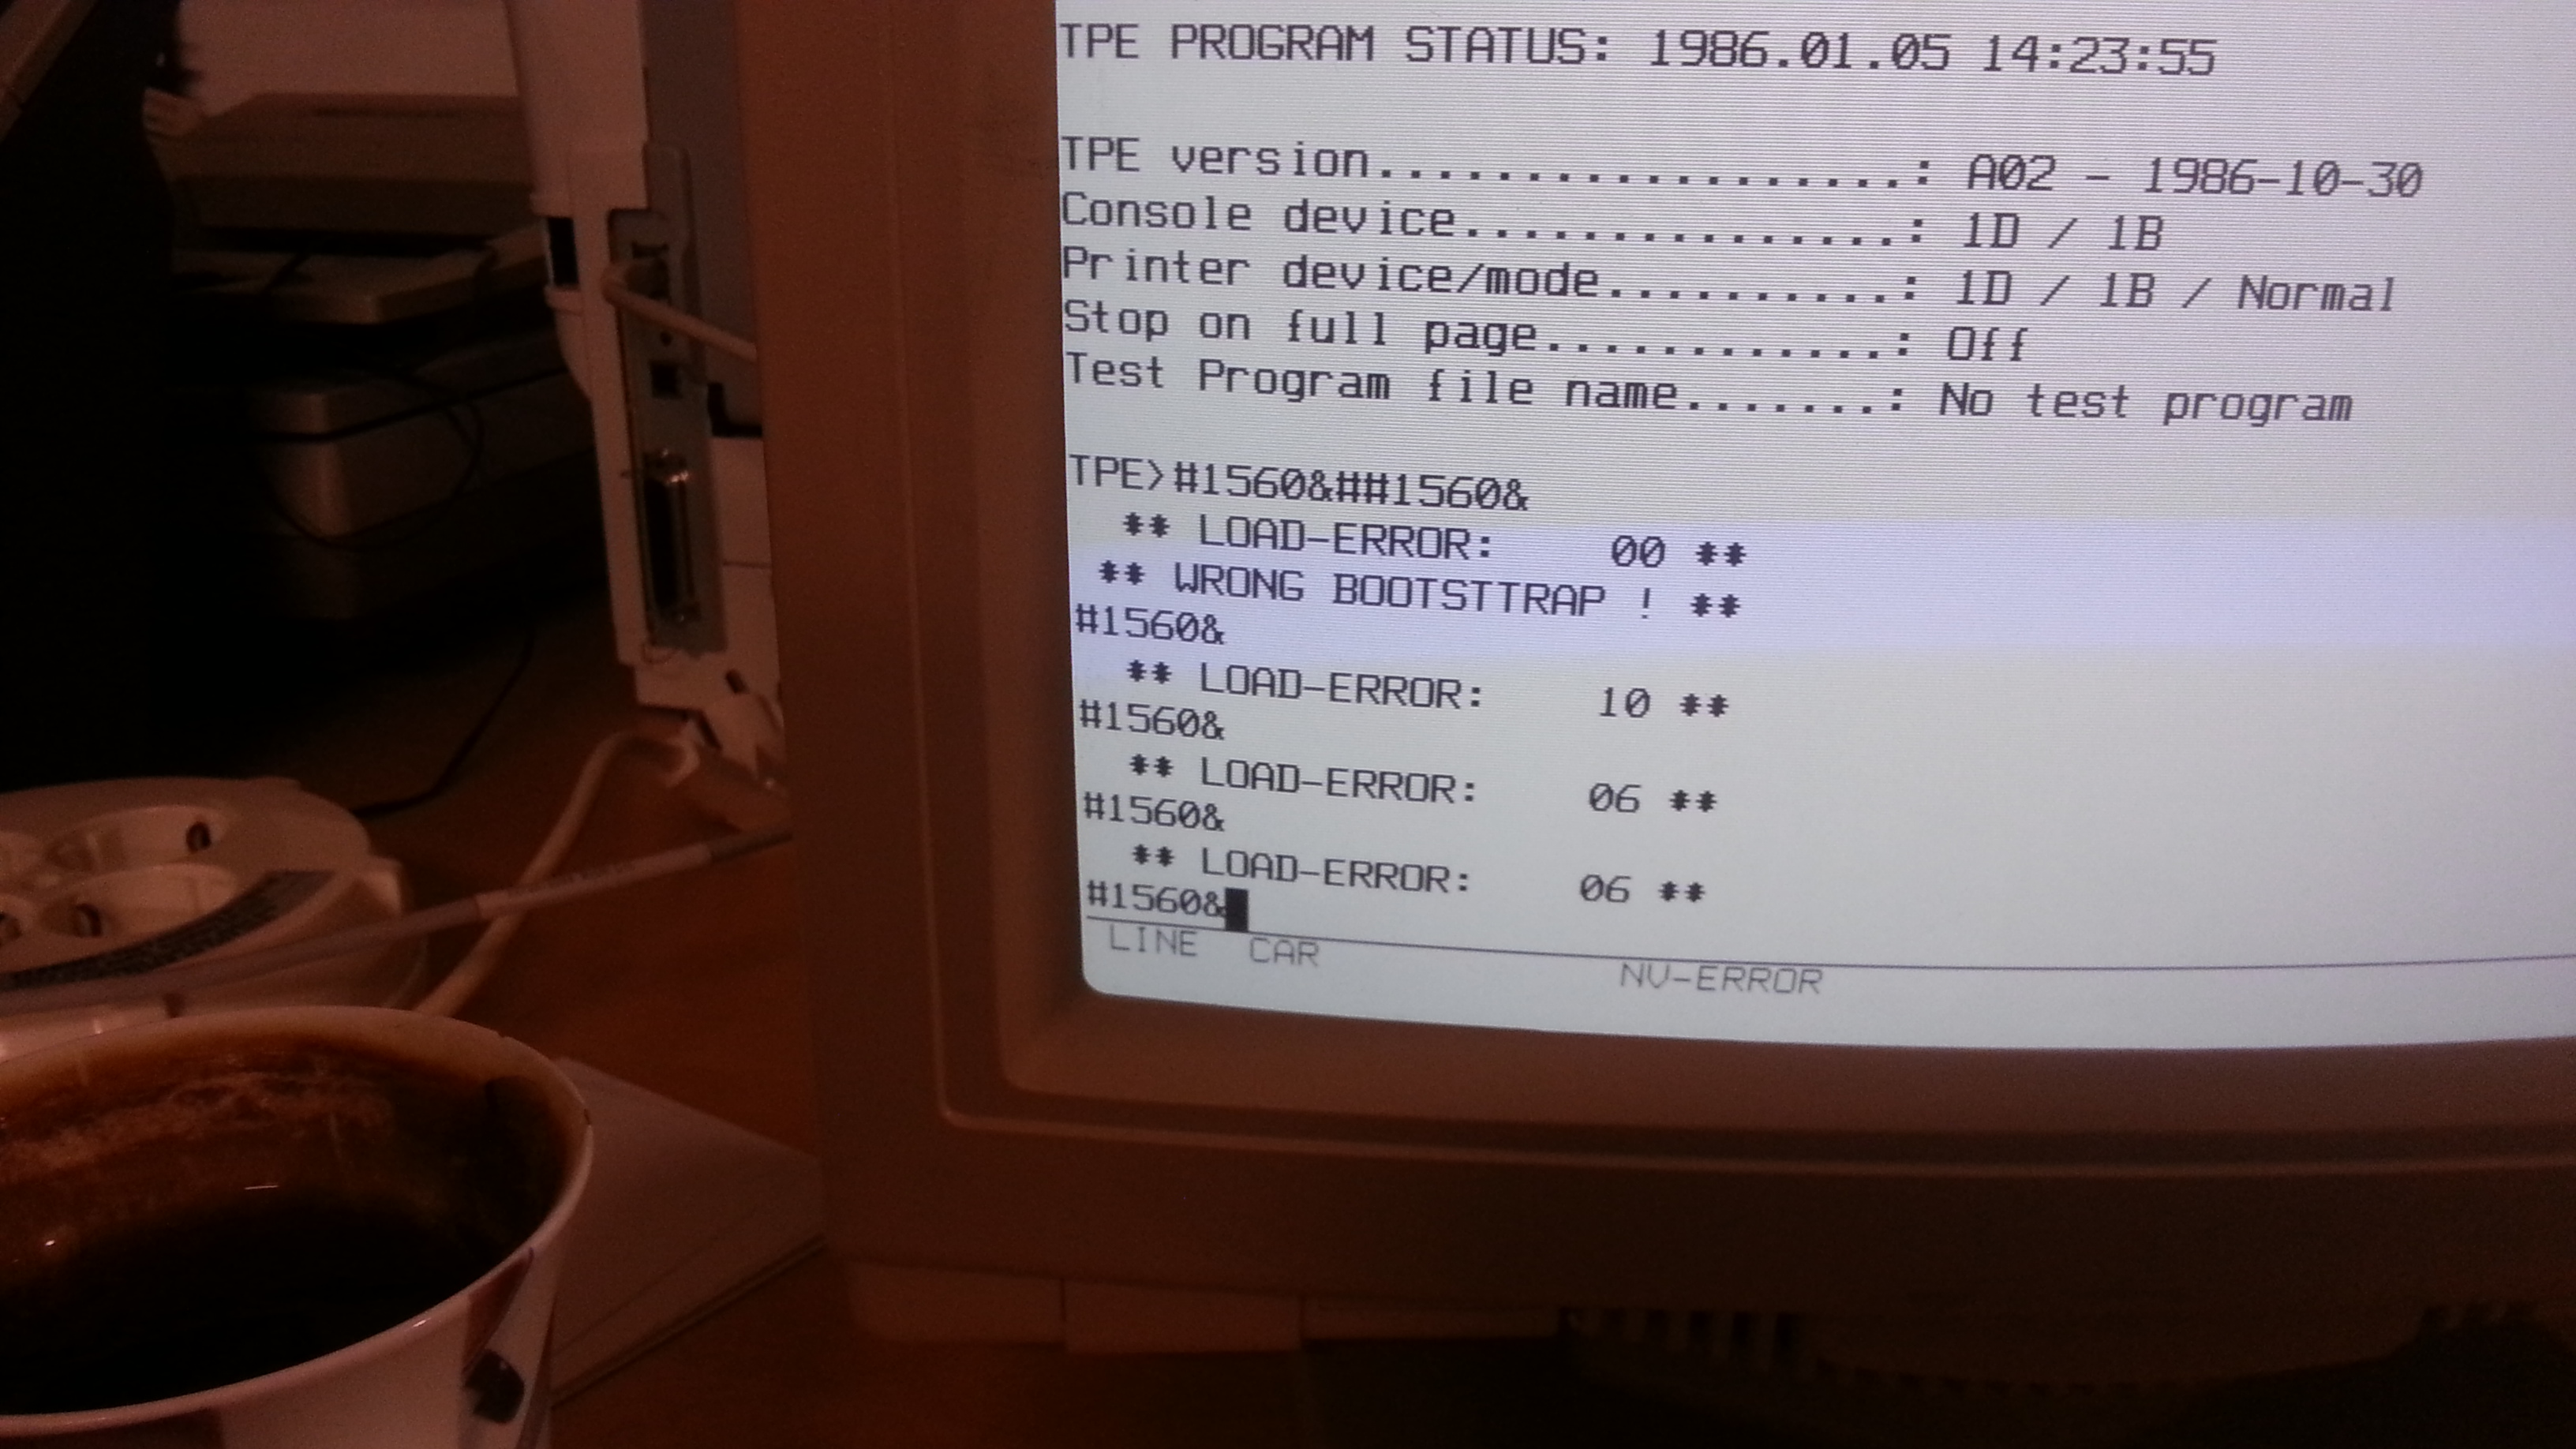 TPE PROGRAM STATUS: 1986.01.05 14:23:55
TPE version..................: A02 - 1986-10-30
Console device...............: 1D / 1B
Printer device/mode..........: 1D / 1B / Normal
Stop on full page............: Off
Test Program file name.......: No test program
TPE>#1560&##1560&
** LOAD-ERROR: 00 **
** WRONG BOOTSTTRAP ! **
#1560&
** LOAD-ERROR: 10 **
#1560&
** LOAD-ERROR: 06 **
#1560&
** LOAD-ERROR: 06 **
#1560&
LINE CAR NV-ERROR